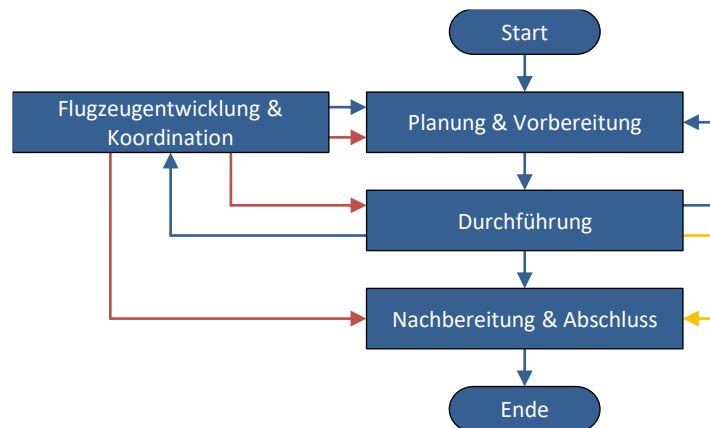 Start
Flugzeugentwicklung &
Koordination
Planung & Vorbereitung
Durchführung
Nachbereitung & Abschluss
Ende